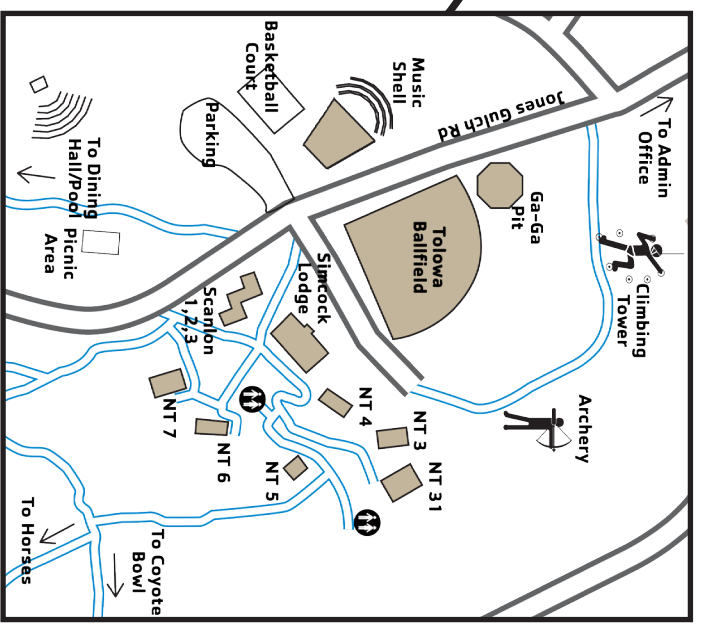 Basketball
Court
Music
Shell
Parking
Jones Gulch Rd
To Admin
Office
To Dining
Hall/Pool
Picnic
Area
Ga-Ga
Pit
Tolowa
Ballfield
Climbing
Tower
Simcock
Lodge
Scanlon
1,2,3
Archery
NT 4
NT 3
NT 31
NT 7
NT 6
NT 5
To Horses
To Coyote
Bowl